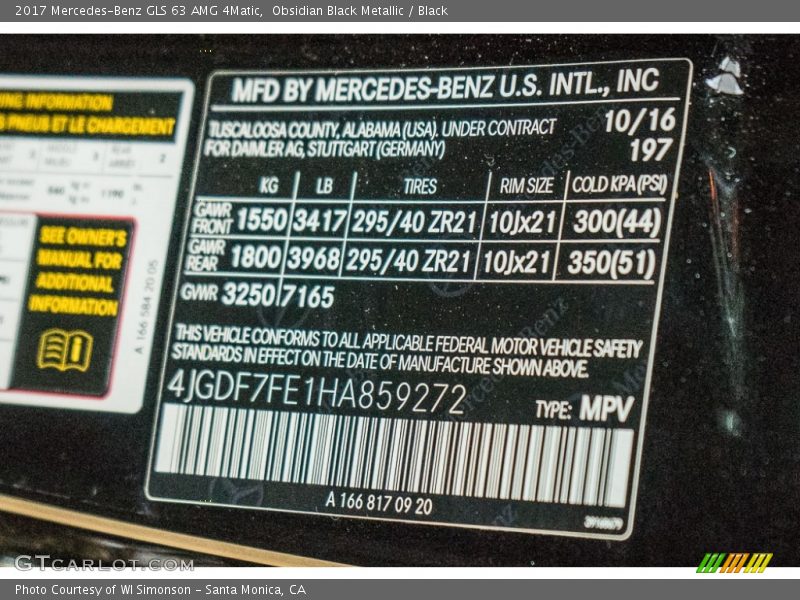 2017 Mercedes-Benz GLS 63 AMG 4Matic, Obsidian Black Metallic / Black
MFD BY MERCEDES-BENZ U.S. INTL., INC
TUSCALOOSA COUNTY, ALABAMA (USA). UNDER CONTRACT 10/16
FOR DAIMLER AG, STUTTGART (GERMANY) 197
KG LB TIRES RIM SIZE COLD KPA (PSI)
GAWR FRONT 1550 3417 295/40 ZR21 10Jx21 300(44)
GAWR REAR 1800 3968 295/40 ZR21 10Jx21 350(51)
GWR 3250 7165
THIS VEHICLE CONFORMS TO ALL APPLICABLE FEDERAL MOTOR VEHICLE SAFETY
STANDARDS IN EFFECT ON THE DATE OF MANUFACTURE SHOWN ABOVE.
4JGDF7FE1HA859272
TYPE: MPV
A 166 817 09 20
INFORMATION
PNEUS ET LE CHARGEMENT
SEE OWNER'S
MANUAL FOR
ADDITIONAL
INFORMATION
A 166 584 20 05
GTCARLOT.COM
Photo Courtesy of WI Simonson - Santa Monica, CA